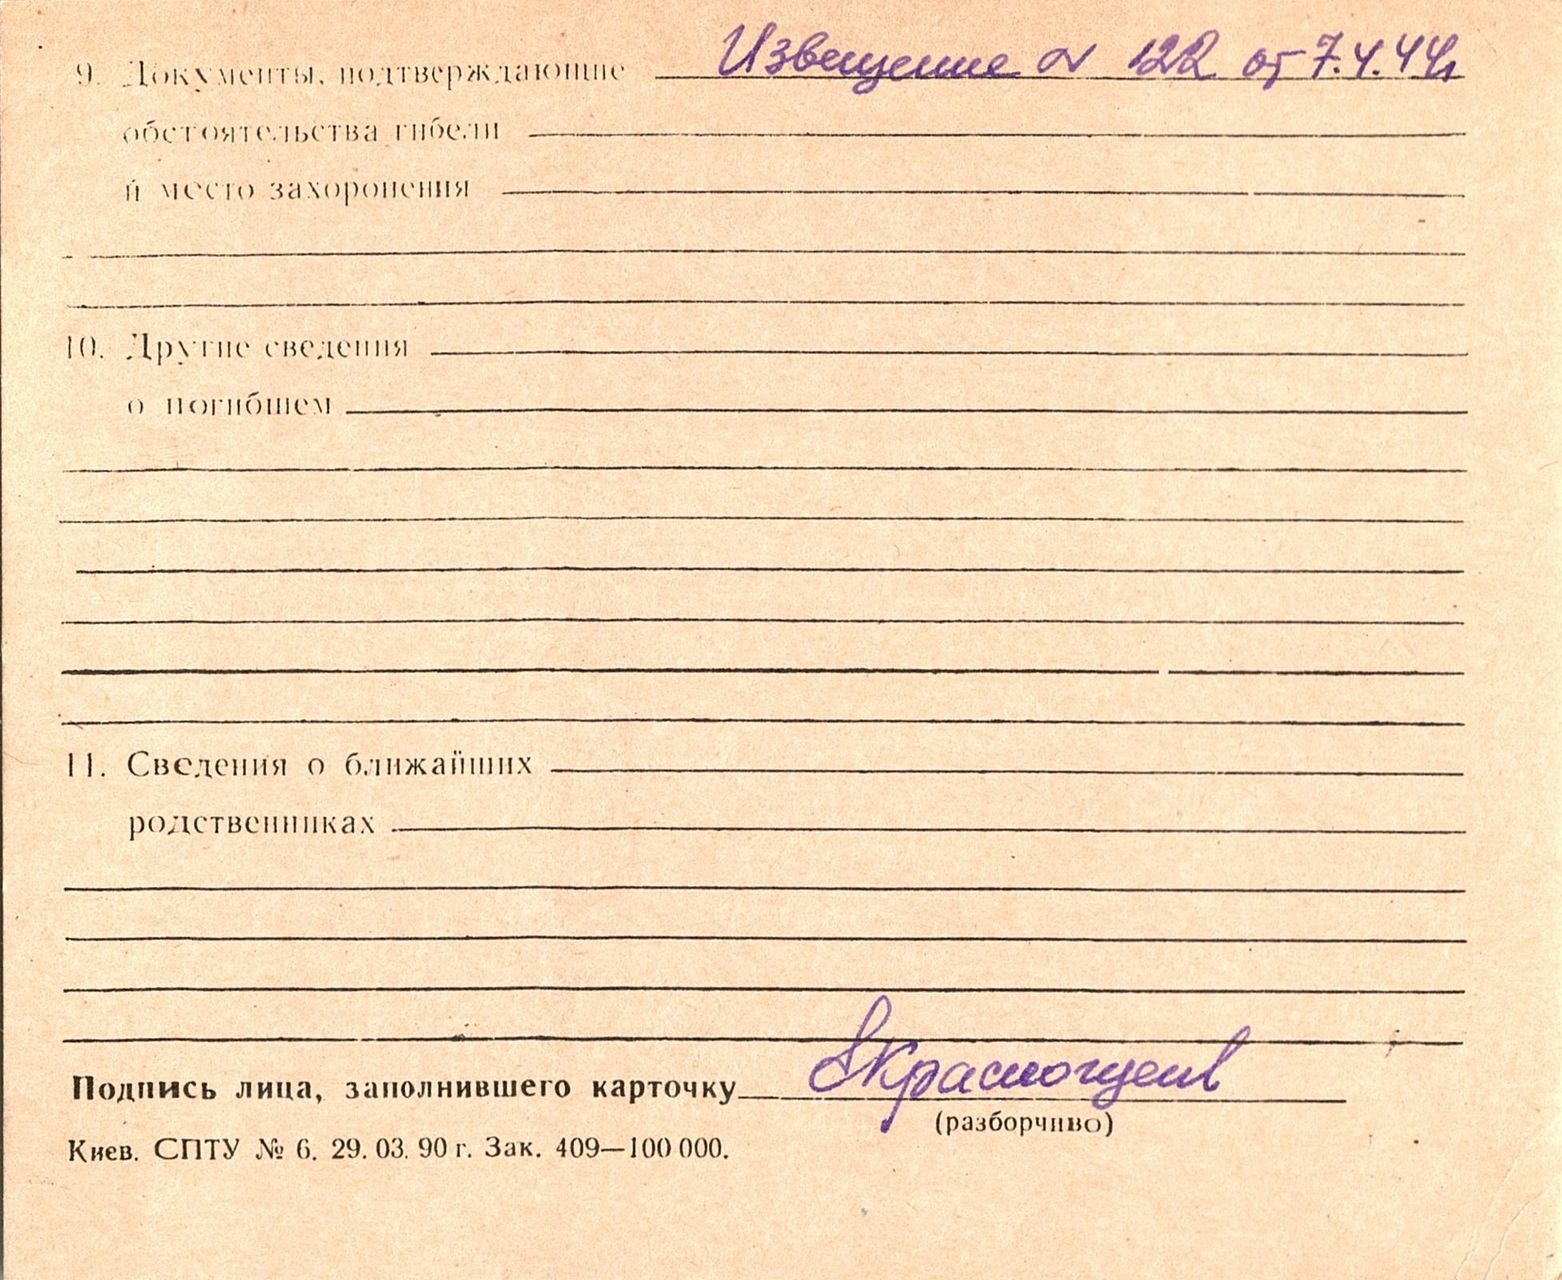 9. Документы, подтверждающие Извещение № 122 от 7.4.44г
обстоятельства гибели
и место захоронения
10. Другие сведения
о погибшем
11. Сведения о ближайших
родственниках
Подпись лица, заполнившего карточку
(разборчиво)
Киев. СПТУ № 6. 29. 03. 90 г. Зак. 409—100 000.